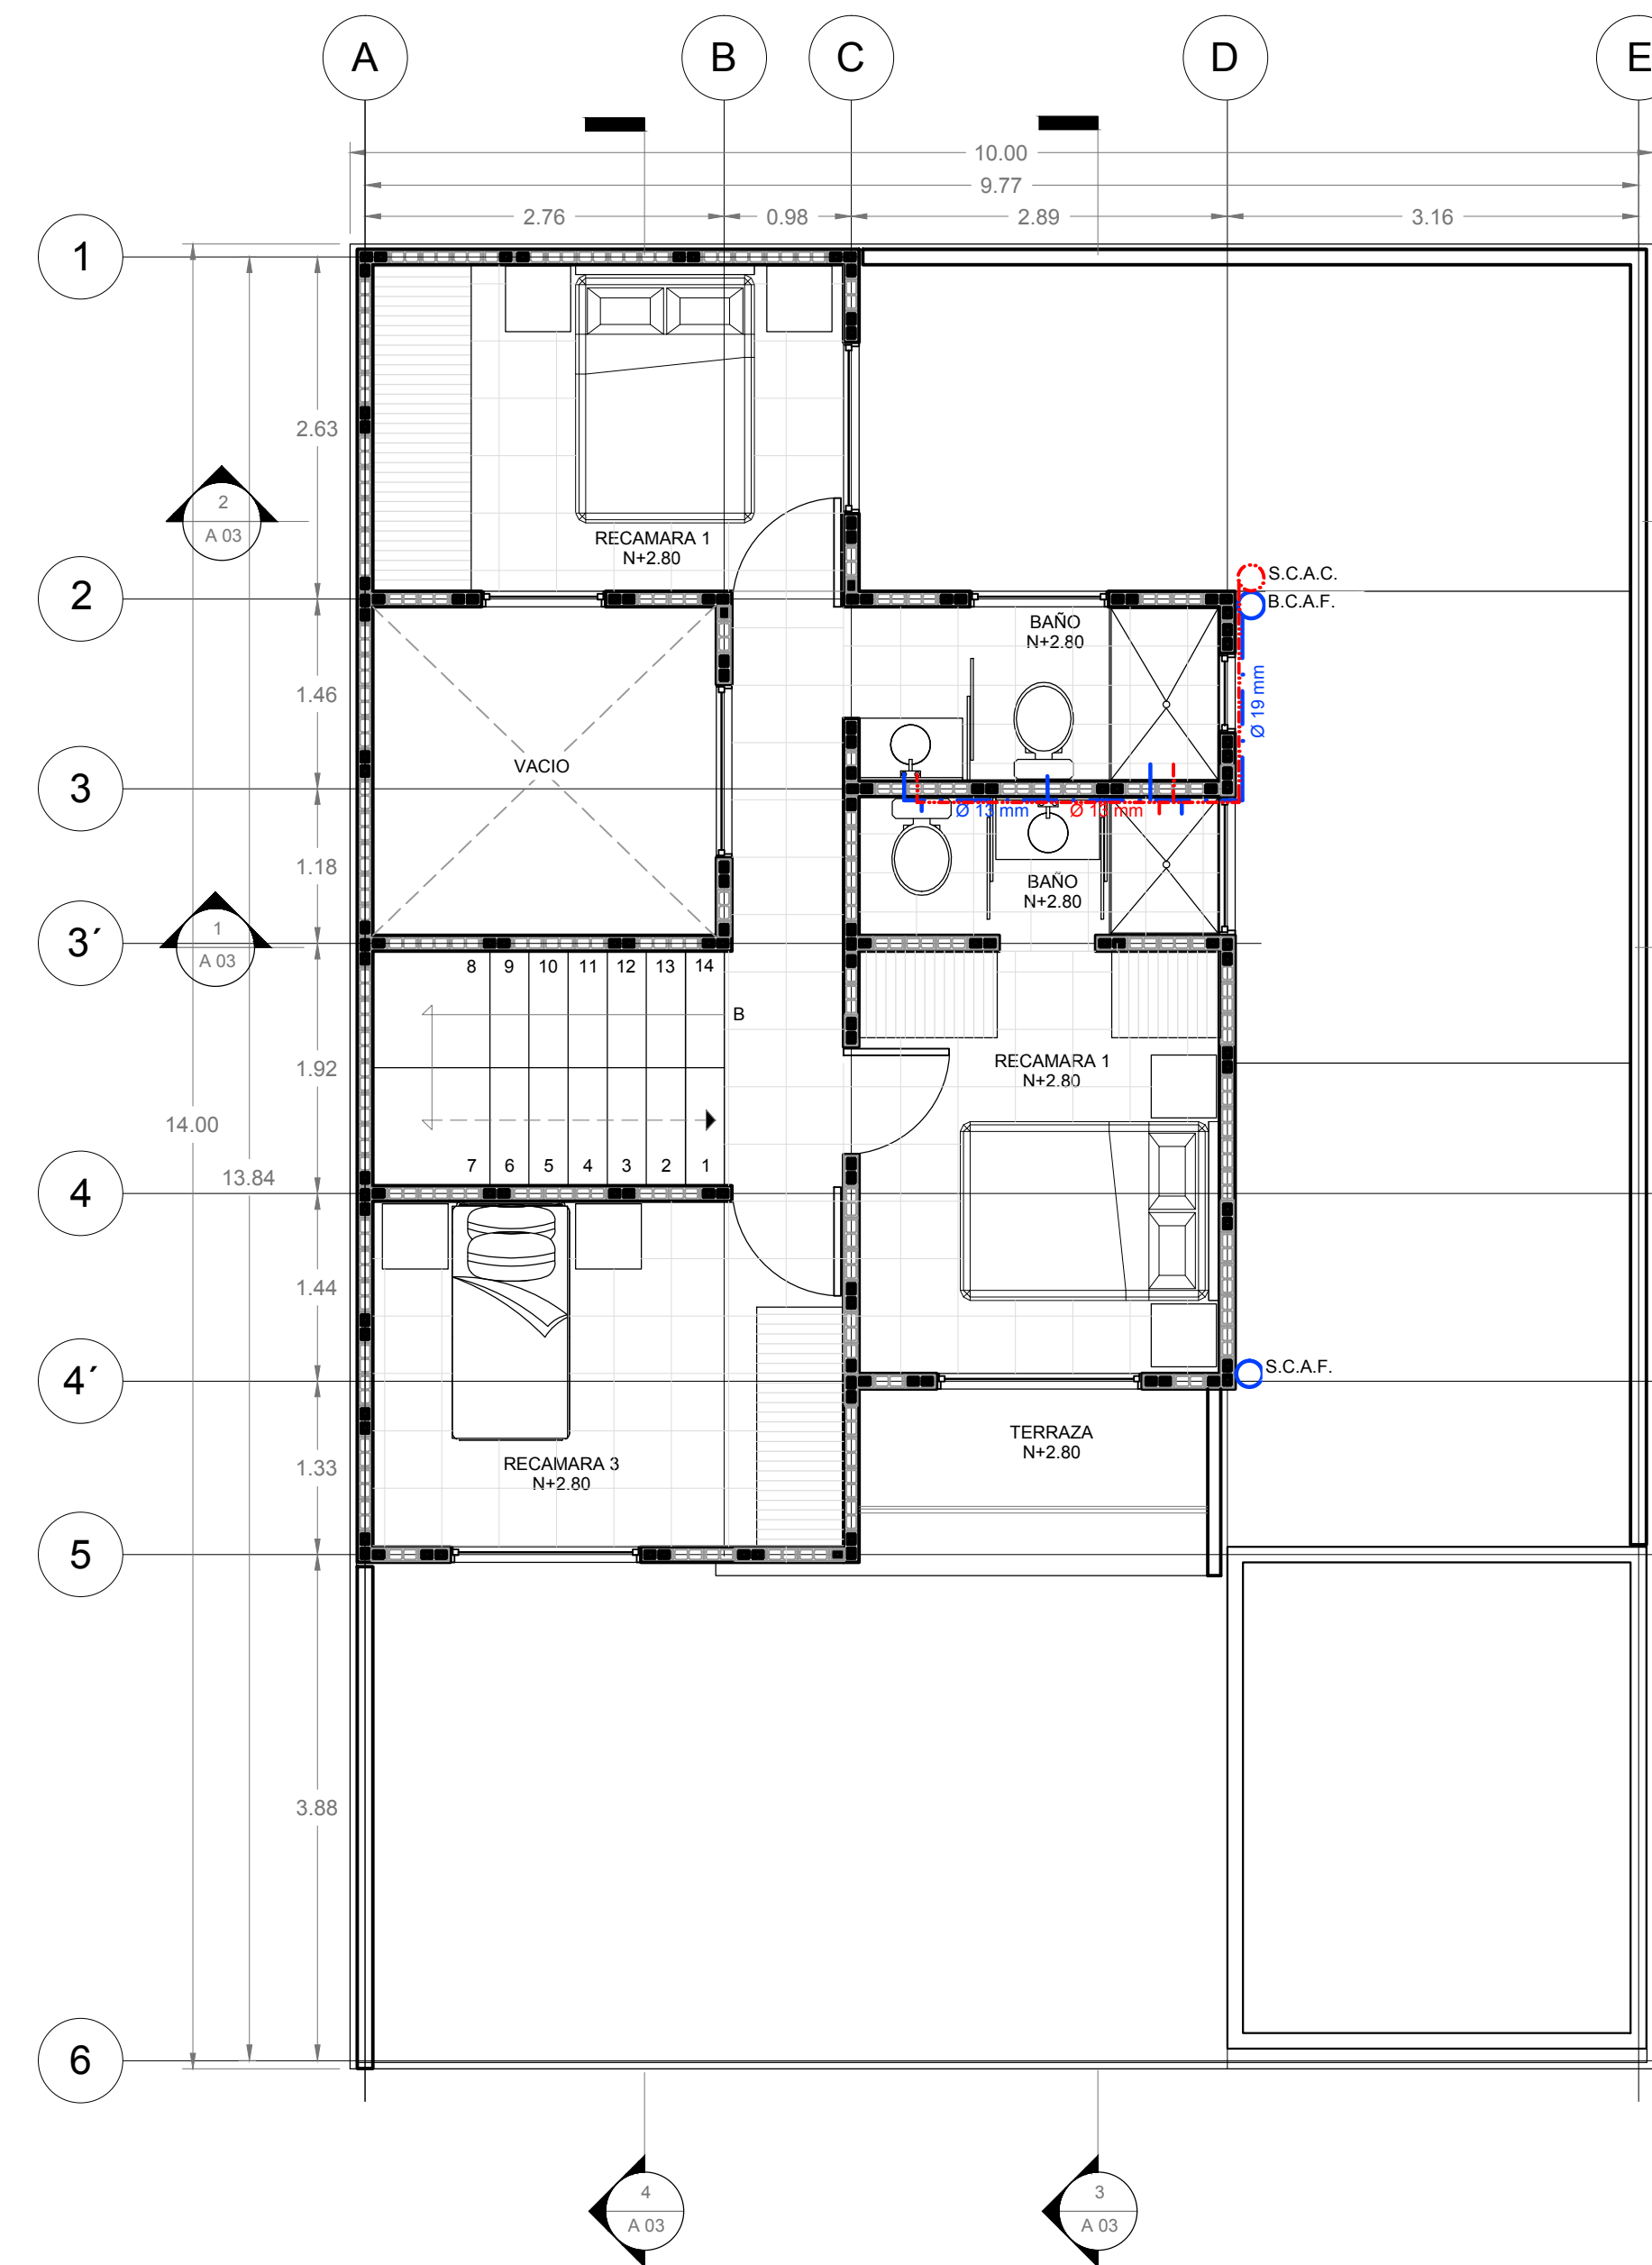 A
B
C
D
E
10.00
9.77
2.76
0.98
2.89
3.16
1
2.63
2
A 03
RECAMARA 1
N+2.80
2
S.C.A.C.
B.C.A.F.
BAÑO
N+2.80
1.46
Ø 19 mm
VACIO
3
Ø 13 mm
Ø 13 mm
1.18
BAÑO
N+2.80
1
A 03
3´
8
9
10
11
12
13
14
B
1.92
RECAMARA 1
N+2.80
14.00
13.84
7
6
5
4
3
2
1
4
1.44
4´
S.C.A.F.
1.33
TERRAZA
N+2.80
RECAMARA 3
N+2.80
5
3.88
6
4
A 03
3
A 03